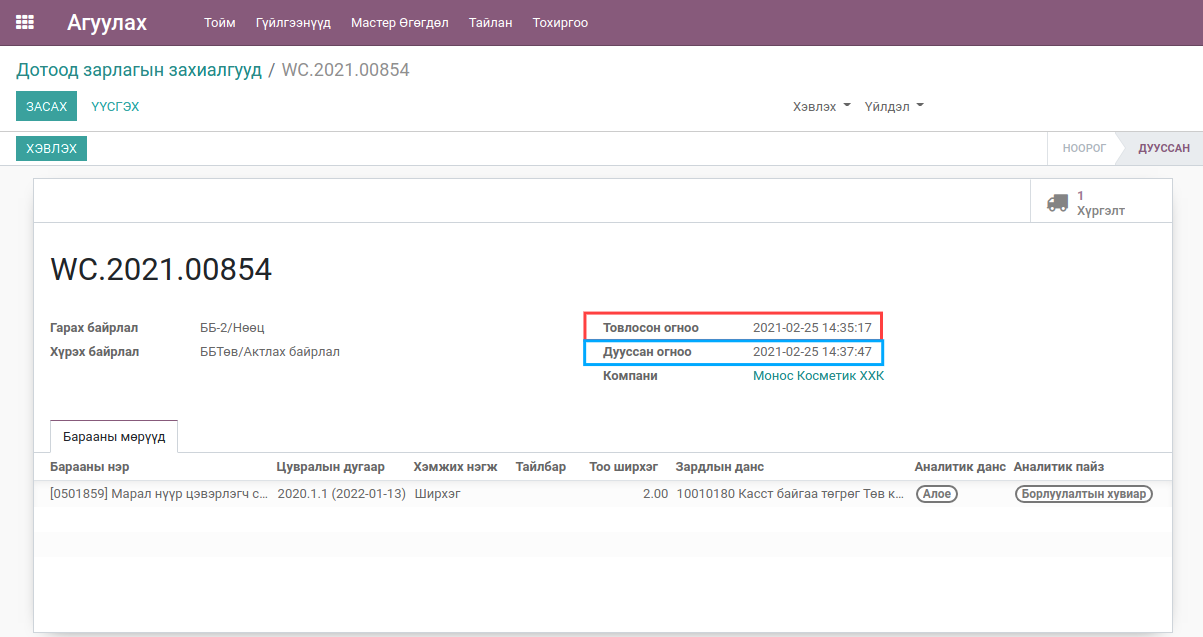 Агуулах Тойм Гүйлгээнүүд Мастер Өгөгдөл Тайлан Тохиргоо
Дотоод зарлагын захиалгууд / WC.2021.00854
ЗАСАХ ҮҮСГЭХ Хэвлэх Үйлдэл
ХЭВЛЭХ НООРОГ ДУУССАН
1
Хүргэлт
WC.2021.00854
Гарах байрлал ББ-2/Нөөц Товлосон огноо 2021-02-25 14:35:17
Хүрэх байрлал ББТөв/Актлах байрлал Дууссан огноо 2021-02-25 14:37:47
Компани Монос Косметик ХХК
Барааны мөрүүд
Барааны нэр Цувралын дугаар Хэмжих нэгж Тайлбар Тоо ширхэг Зардлын данс Аналитик данс Аналитик пайз
[0501859] Марал нүүр цэвэрлэгч с... 2020.1.1 (2022-01-13) Ширхэг 2.00 10010180 Касст байгаа төгрөг Төв к... Алое Борлуулалтын хувиар